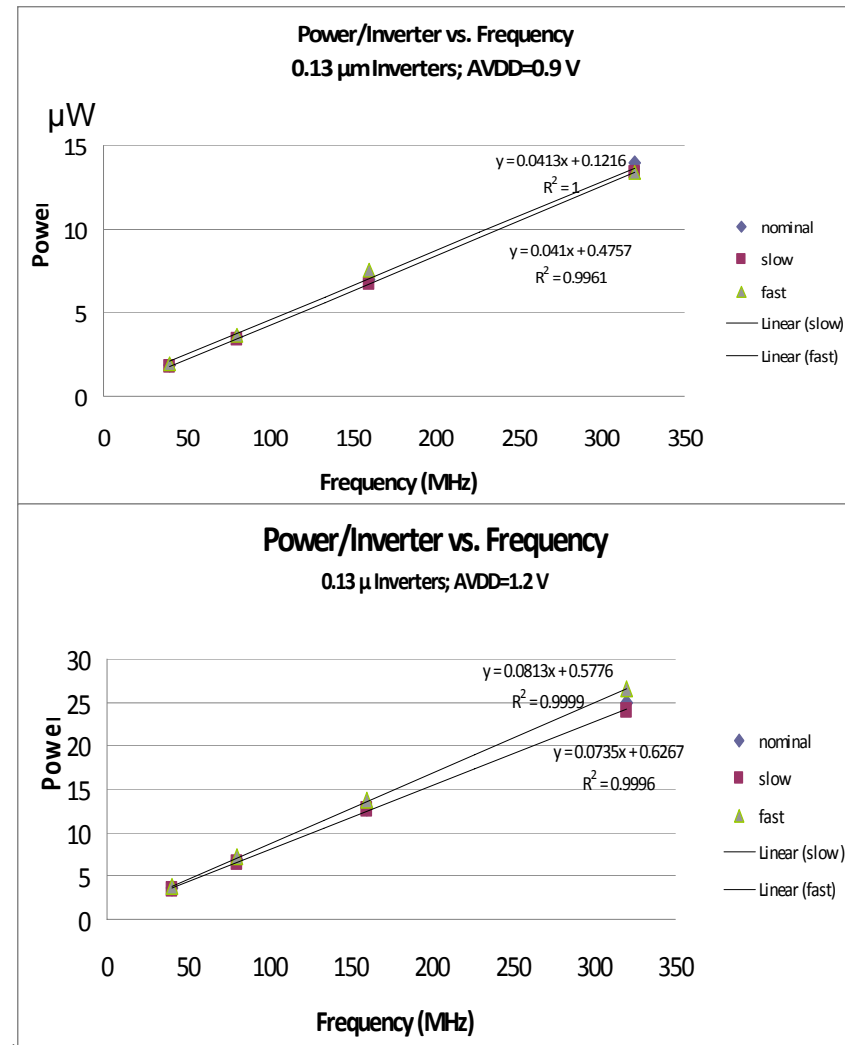 Power/Inverter vs. Frequency
0.13 µm Inverters; AVDD=0.9 V
µW
15
10
5
0
Power
y = 0.0413x + 0.1216
R² = 1
y = 0.041x + 0.4757
R² = 0.9961
nominal
slow
fast
Linear (slow)
Linear (fast)
0 50 100 150 200 250 300 350
Frequency (MHz)
Power/Inverter vs. Frequency
0.13 µ Inverters; AVDD=1.2 V
30
25
20
15
10
5
0
Power
y = 0.0813x + 0.5776
R² = 0.9999
y = 0.0735x + 0.6267
R² = 0.9996
nominal
slow
fast
Linear (slow)
Linear (fast)
0 50 100 150 200 250 300 350
Frequency (MHz)